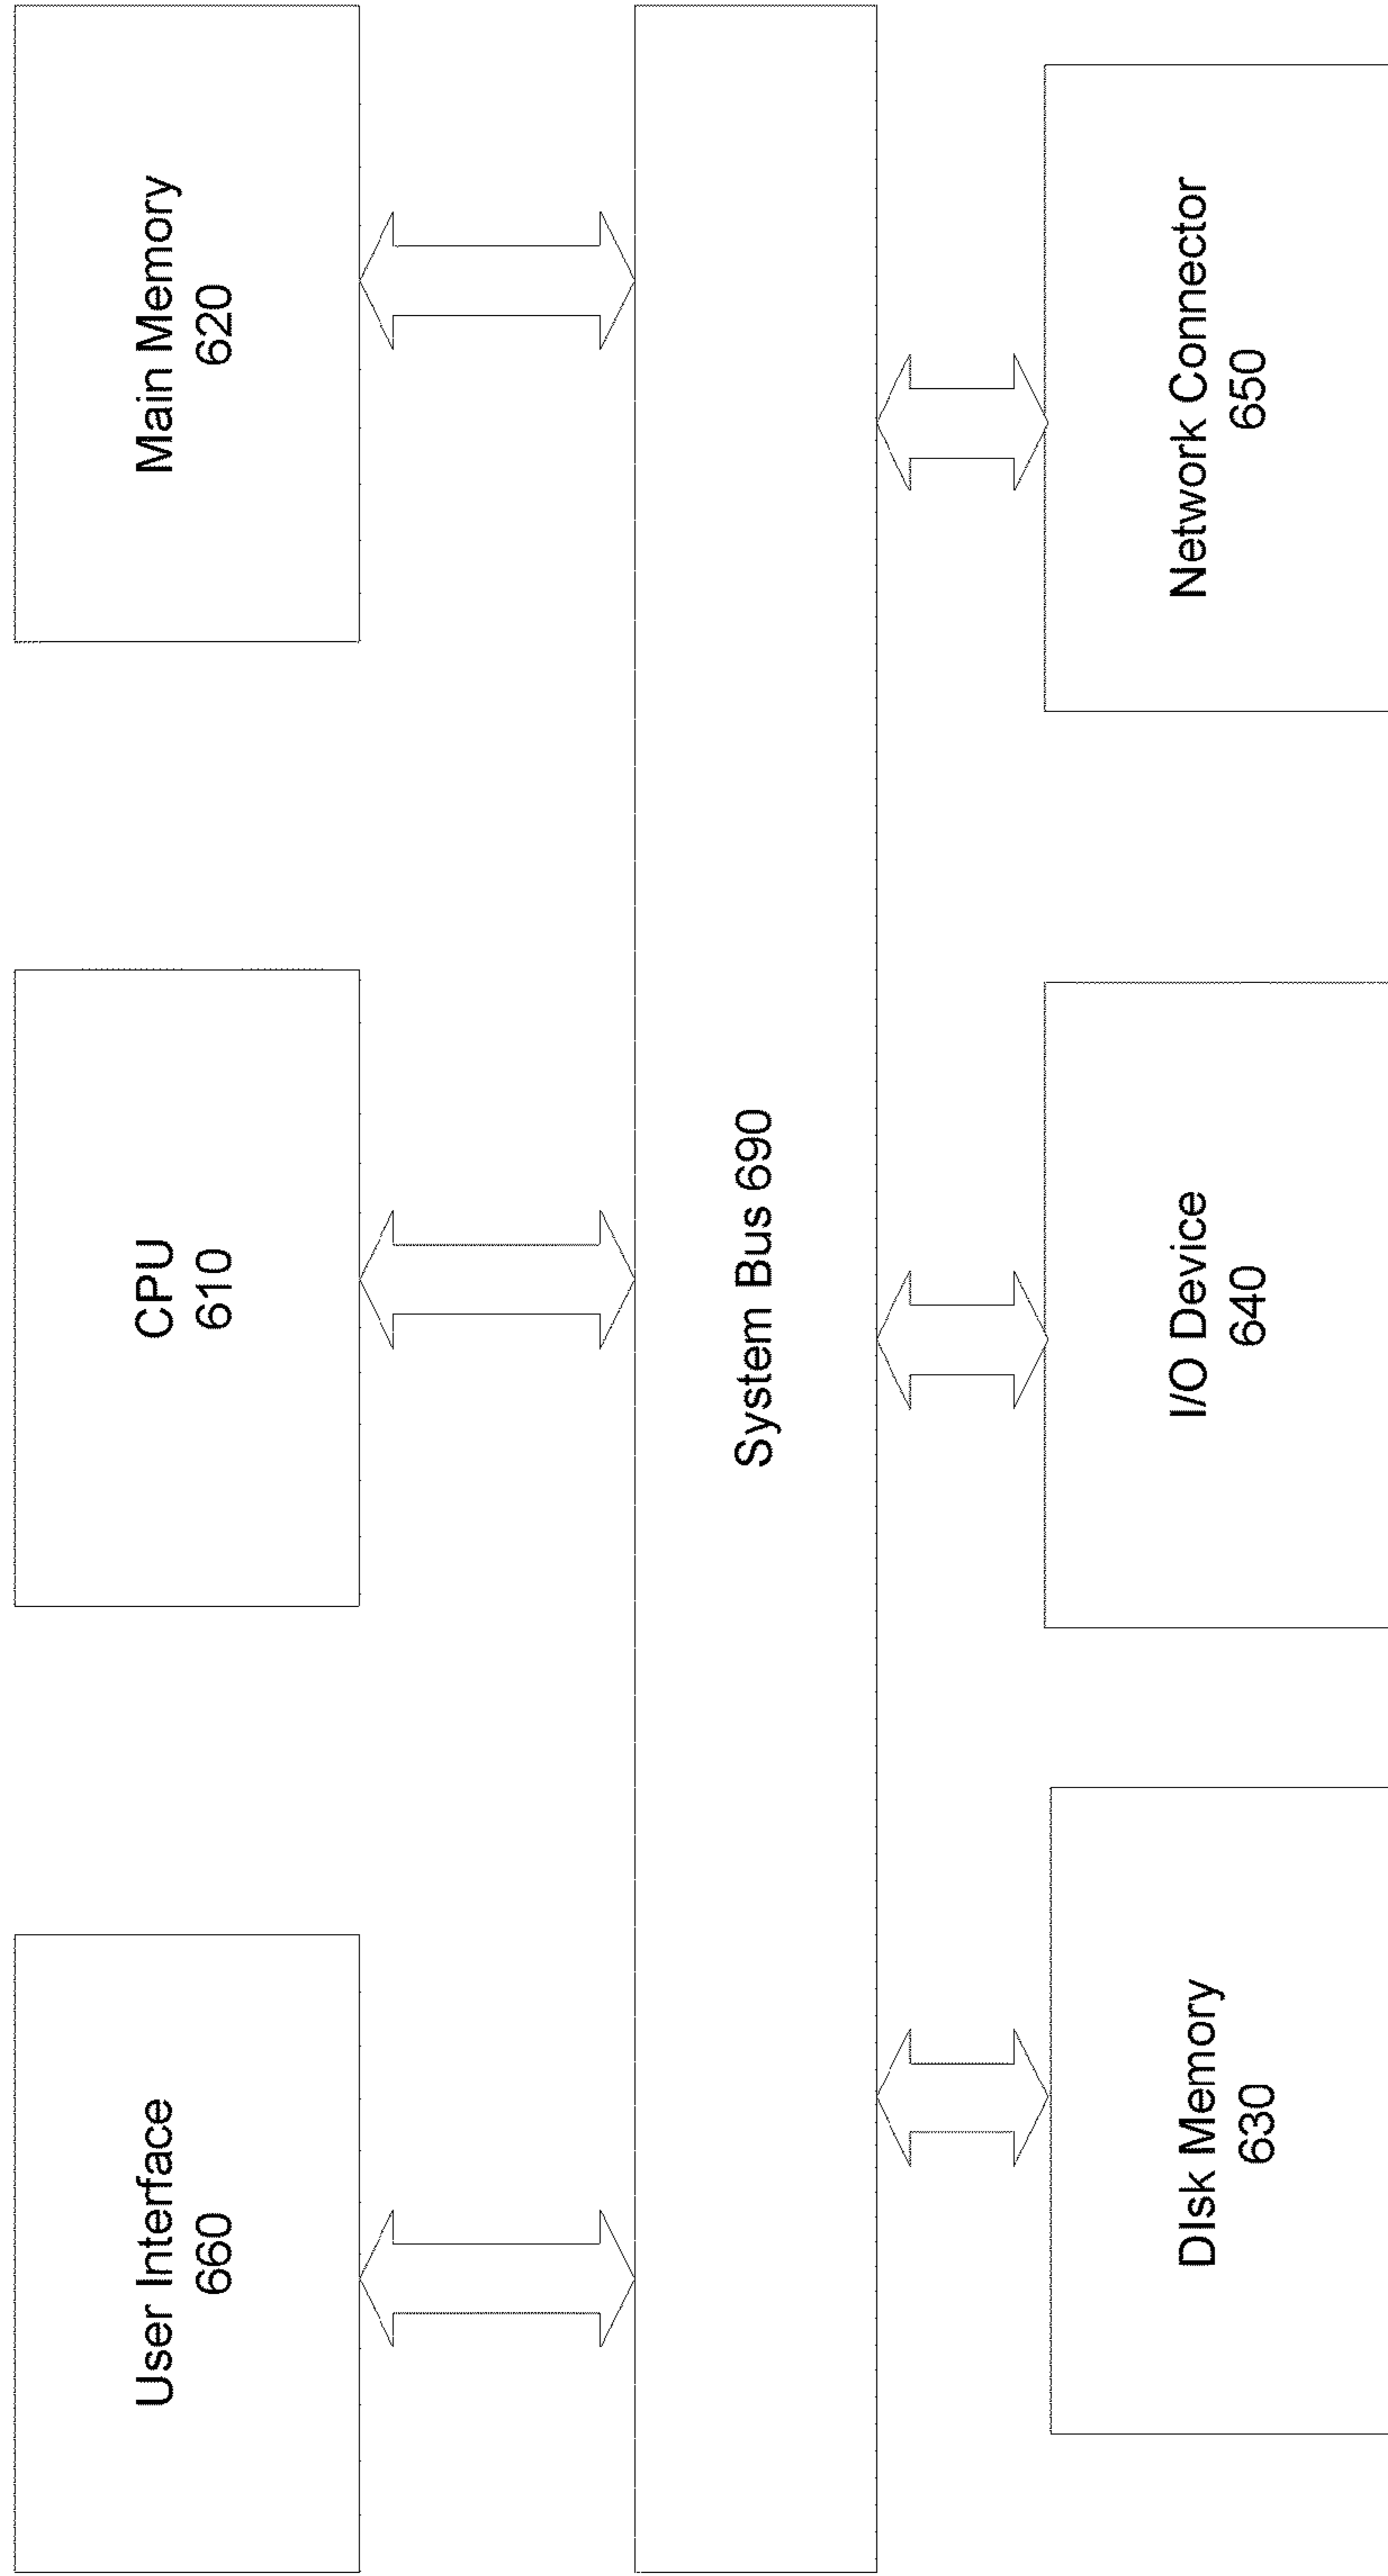 User Interface
660
CPU
610
Main Memory
620
System Bus 690
DIsk Memory
630
I/O Device
640
Network Connector
650